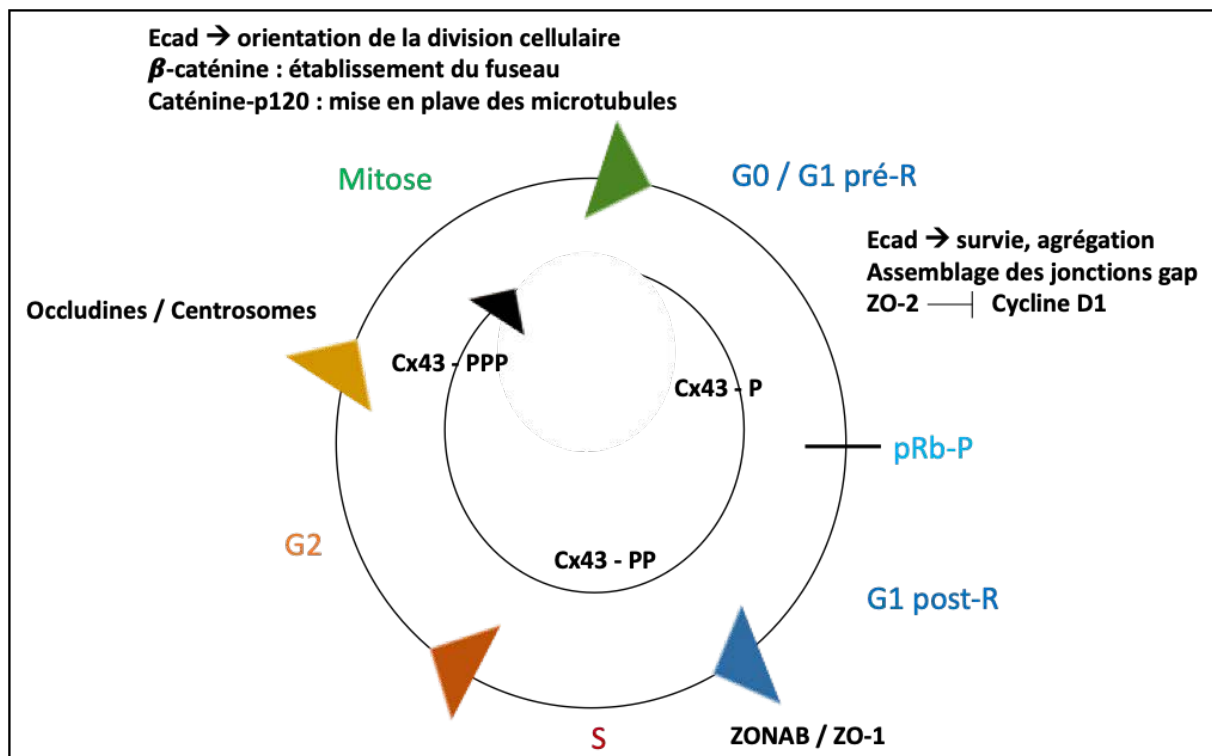 Ecad → orientation de la division cellulaire
β-caténine : établissement du fuseau
Caténine-p120 : mise en plave des microtubules
Mitose
G0 / G1 pré-R
Ecad → survie, agrégation
Assemblage des jonctions gap
ZO-2 ⊣ Cycline D1
Occludines / Centrosomes
Cx43 - PPP
Cx43 - P
pRb-P
G2
Cx43 - PP
G1 post-R
S
ZONAB / ZO-1